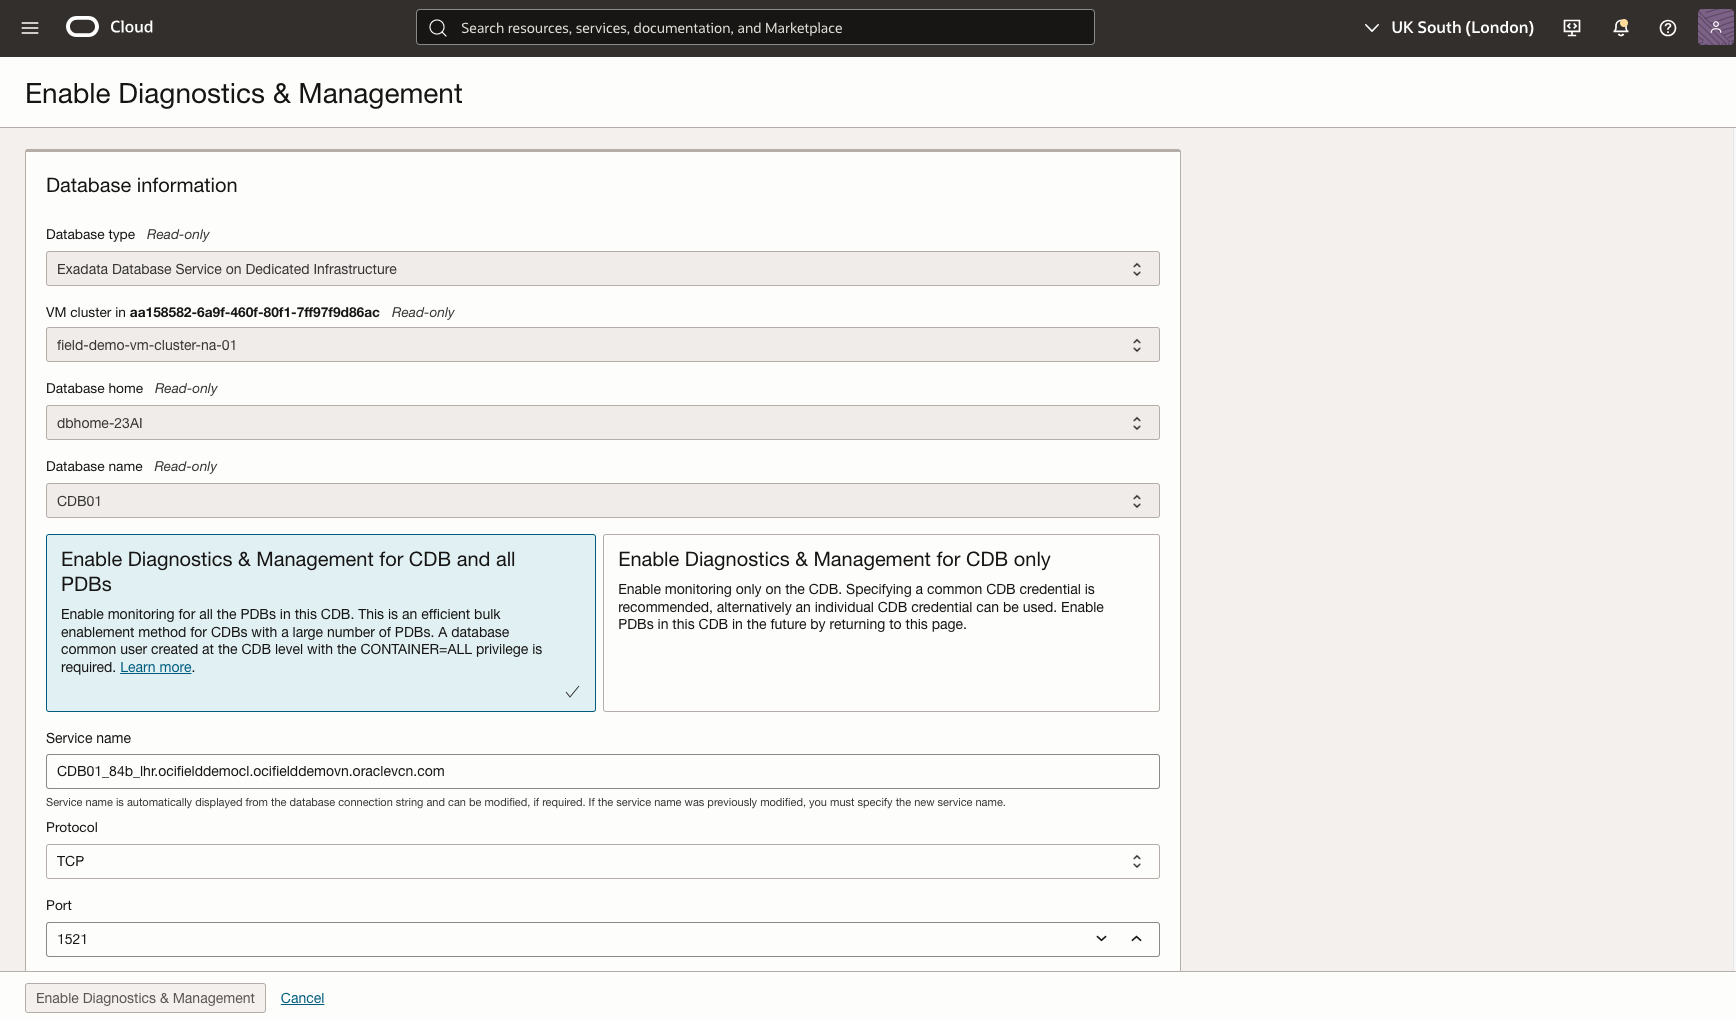 Cloud
Search resources, services, documentation, and Marketplace
UK South (London)
Enable Diagnostics & Management
Database information
Database type Read-only
Exadata Database Service on Dedicated Infrastructure
VM cluster in aa158582-6a9f-460f-80f1-7ff97f9d86ac Read-only
field-demo-vm-cluster-na-01
Database home Read-only
dbhome-23AI
Database name Read-only
CDB01
Enable Diagnostics & Management for CDB and all
PDBs
Enable monitoring for all the PDBs in this CDB. This is an efficient bulk
enablement method for CDBs with a large number of PDBs. A database
common user created at the CDB level with the CONTAINER=ALL privilege is
required. Learn more.
Enable Diagnostics & Management for CDB only
Enable monitoring only on the CDB. Specifying a common CDB credential is
recommended, alternatively an individual CDB credential can be used. Enable
PDBs in this CDB in the future by returning to this page.
Service name
CDB01_84b_lhr.ocifielddemocl.ocifielddemovn.oraclevcn.com
Service name is automatically displayed from the database connection string and can be modified, if required. If the service name was previously modified, you must specify the new service name.
Protocol
TCP
Port
1521
Enable Diagnostics & Management
Cancel